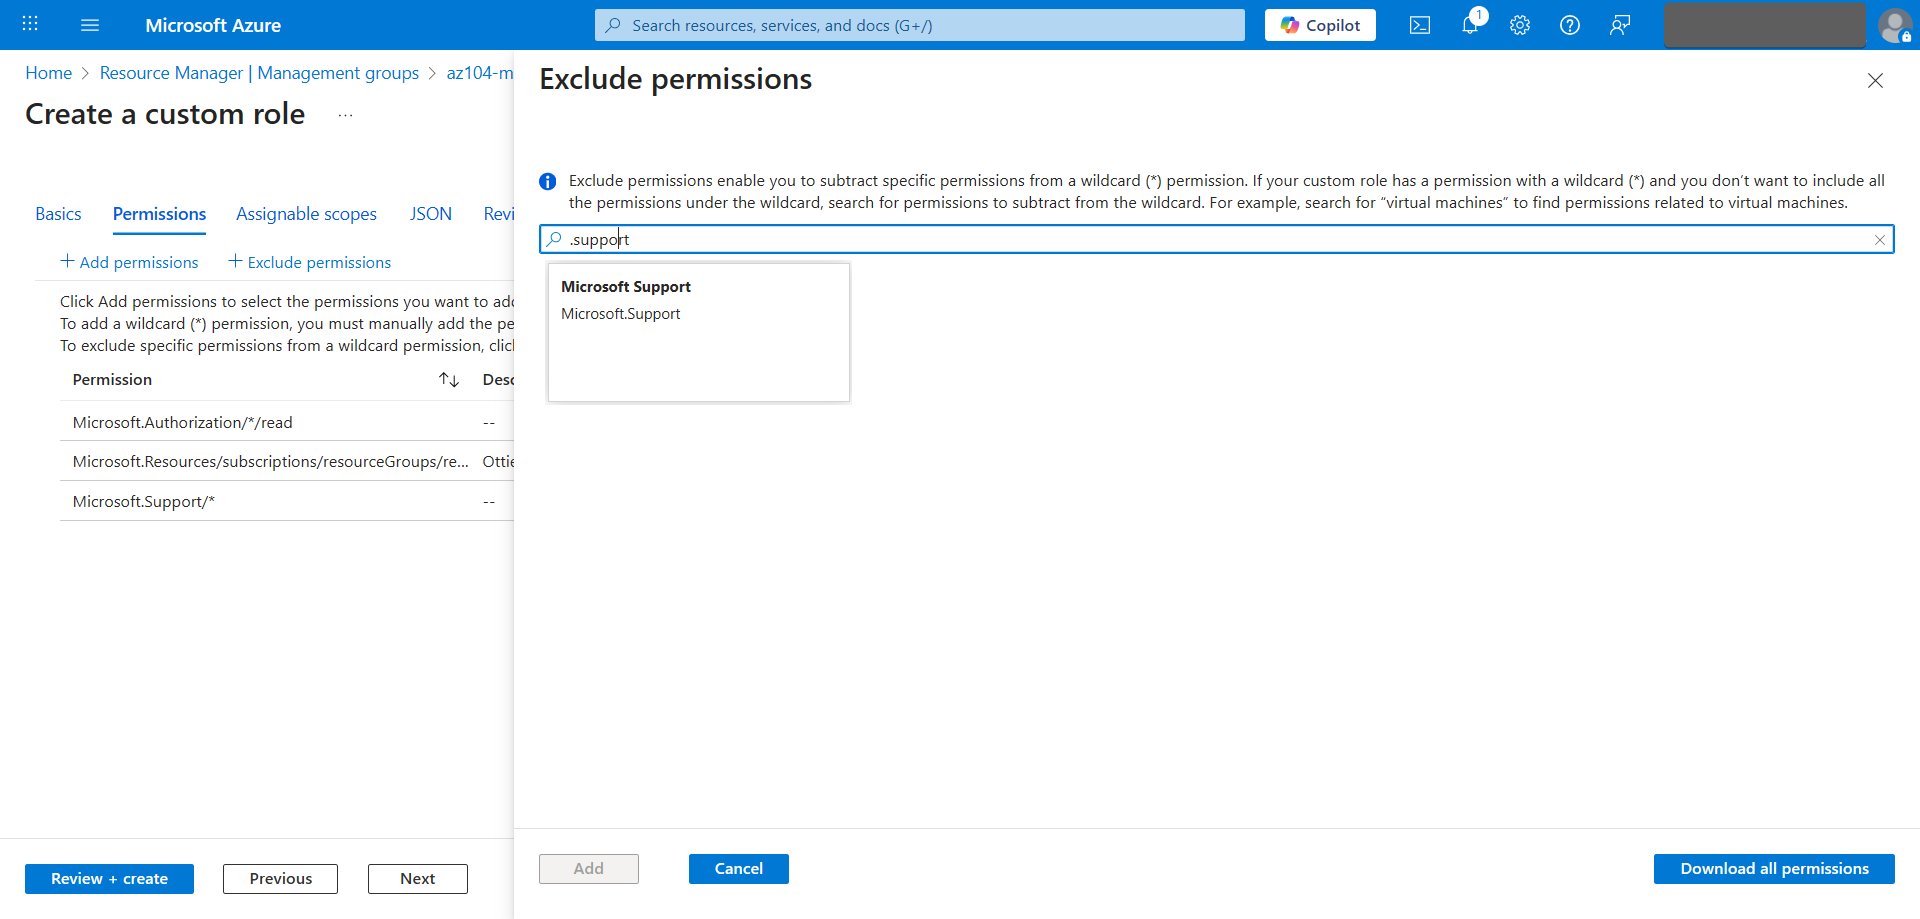 Microsoft Azure
Search resources, services, and docs (G+/)
Copilot
1
Home > Resource Manager | Management groups > az104-m
Create a custom role
...
Basics
Permissions
Assignable scopes
JSON
Revi
+ Add permissions
+ Exclude permissions
Click Add permissions to select the permissions you want to add
To add a wildcard (*) permission, you must manually add the pe
To exclude specific permissions from a wildcard permission, clic
Permission
Desc
Microsoft.Authorization/*/read
--
Microsoft.Resources/subscriptions/resourceGroups/re...
Ottie
Microsoft.Support/*
--
Review + create
Previous
Next
Exclude permissions
Exclude permissions enable you to subtract specific permissions from a wildcard (*) permission. If your custom role has a permission with a wildcard (*) and you don't want to include all
the permissions under the wildcard, search for permissions to subtract from the wildcard. For example, search for "virtual machines" to find permissions related to virtual machines.
.support
Microsoft Support
Microsoft.Support
Add
Cancel
Download all permissions